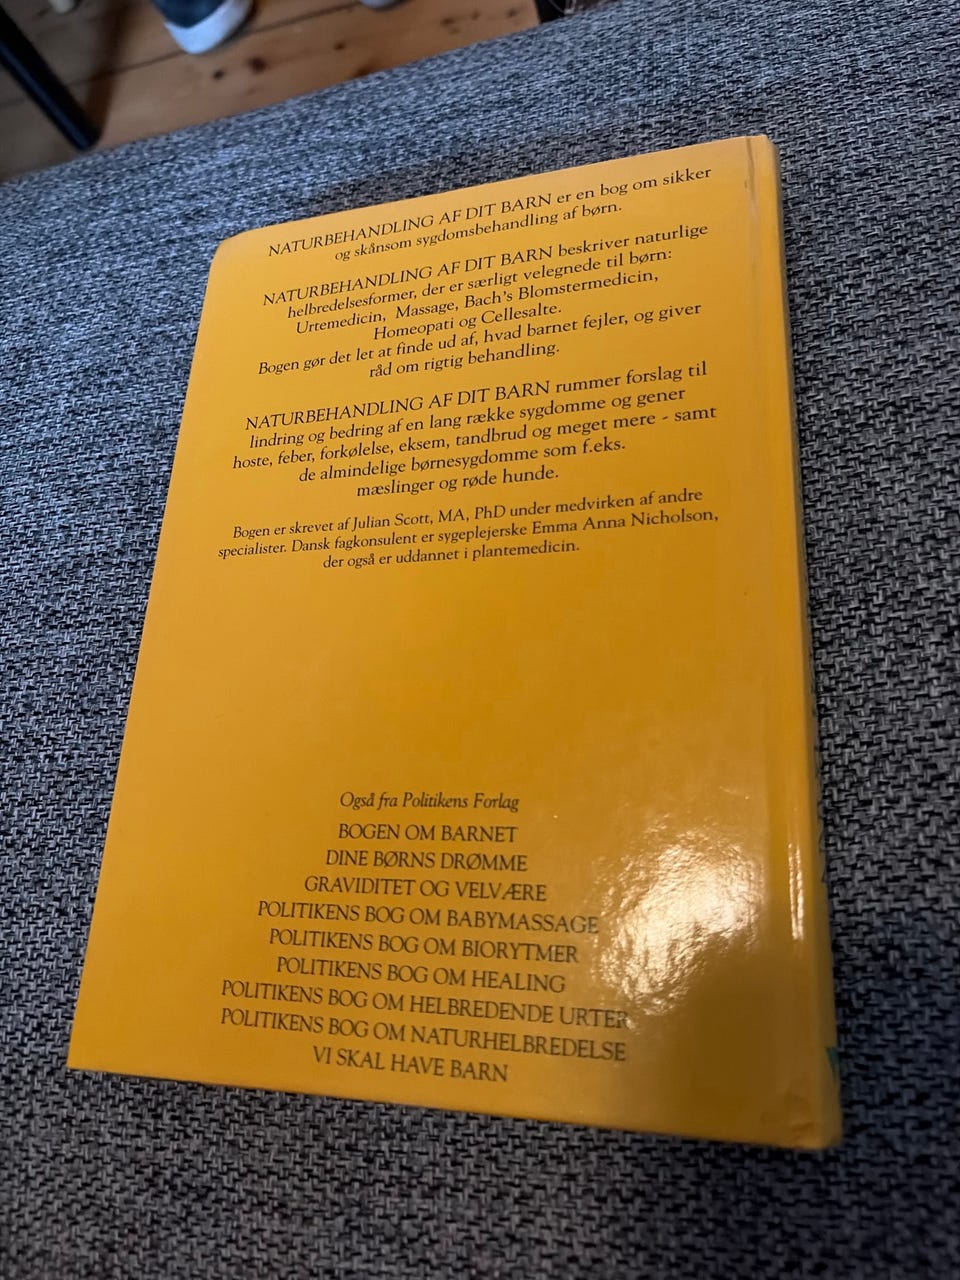 NATURBEHANDLING AF DIT BARN er en bog om sikker
og skånsom sygdomsbehandling af børn.
NATURBEHANDLING AF DIT BARN beskriver naturlige
helbredelsesformer, der er særligt velegnede til børn:
Urtemedicin, Massage, Bach's Blomstermedicin,
Homeopati og Cellesalte.
Bogen gør det let at finde ud af, hvad barnet fejler, og giver
råd om rigtig behandling.
NATURBEHANDLING AF DIT BARN rummer forslag til
lindring og bedring af en lang række sygdomme og gener
hoste, feber, forkølelse, eksem, tandbrud og meget mere - samt
de almindelige børnesygdomme som f.eks.
mæslinger og røde hunde.
Bogen er skrevet af Julian Scott, MA, PhD under medvirken af andre
specialister. Dansk fagkonsulent er sygeplejerske Emma Anna Nicholson,
der også er uddannet i plantemedicin.
Også fra Politikens Forlag
BOGEN OM BARNET
DINE BØRNS DRØMME
GRAVIDITET OG VELVÆRE
POLITIKENS BOG OM BABYMASSAGE
POLITIKENS BOG OM BIORYTMER
POLITIKENS BOG OM HEALING
POLITIKENS BOG OM HELBREDENDE URTER
POLITIKENS BOG OM NATURHELBREDELSE
VI SKAL HAVE BARN